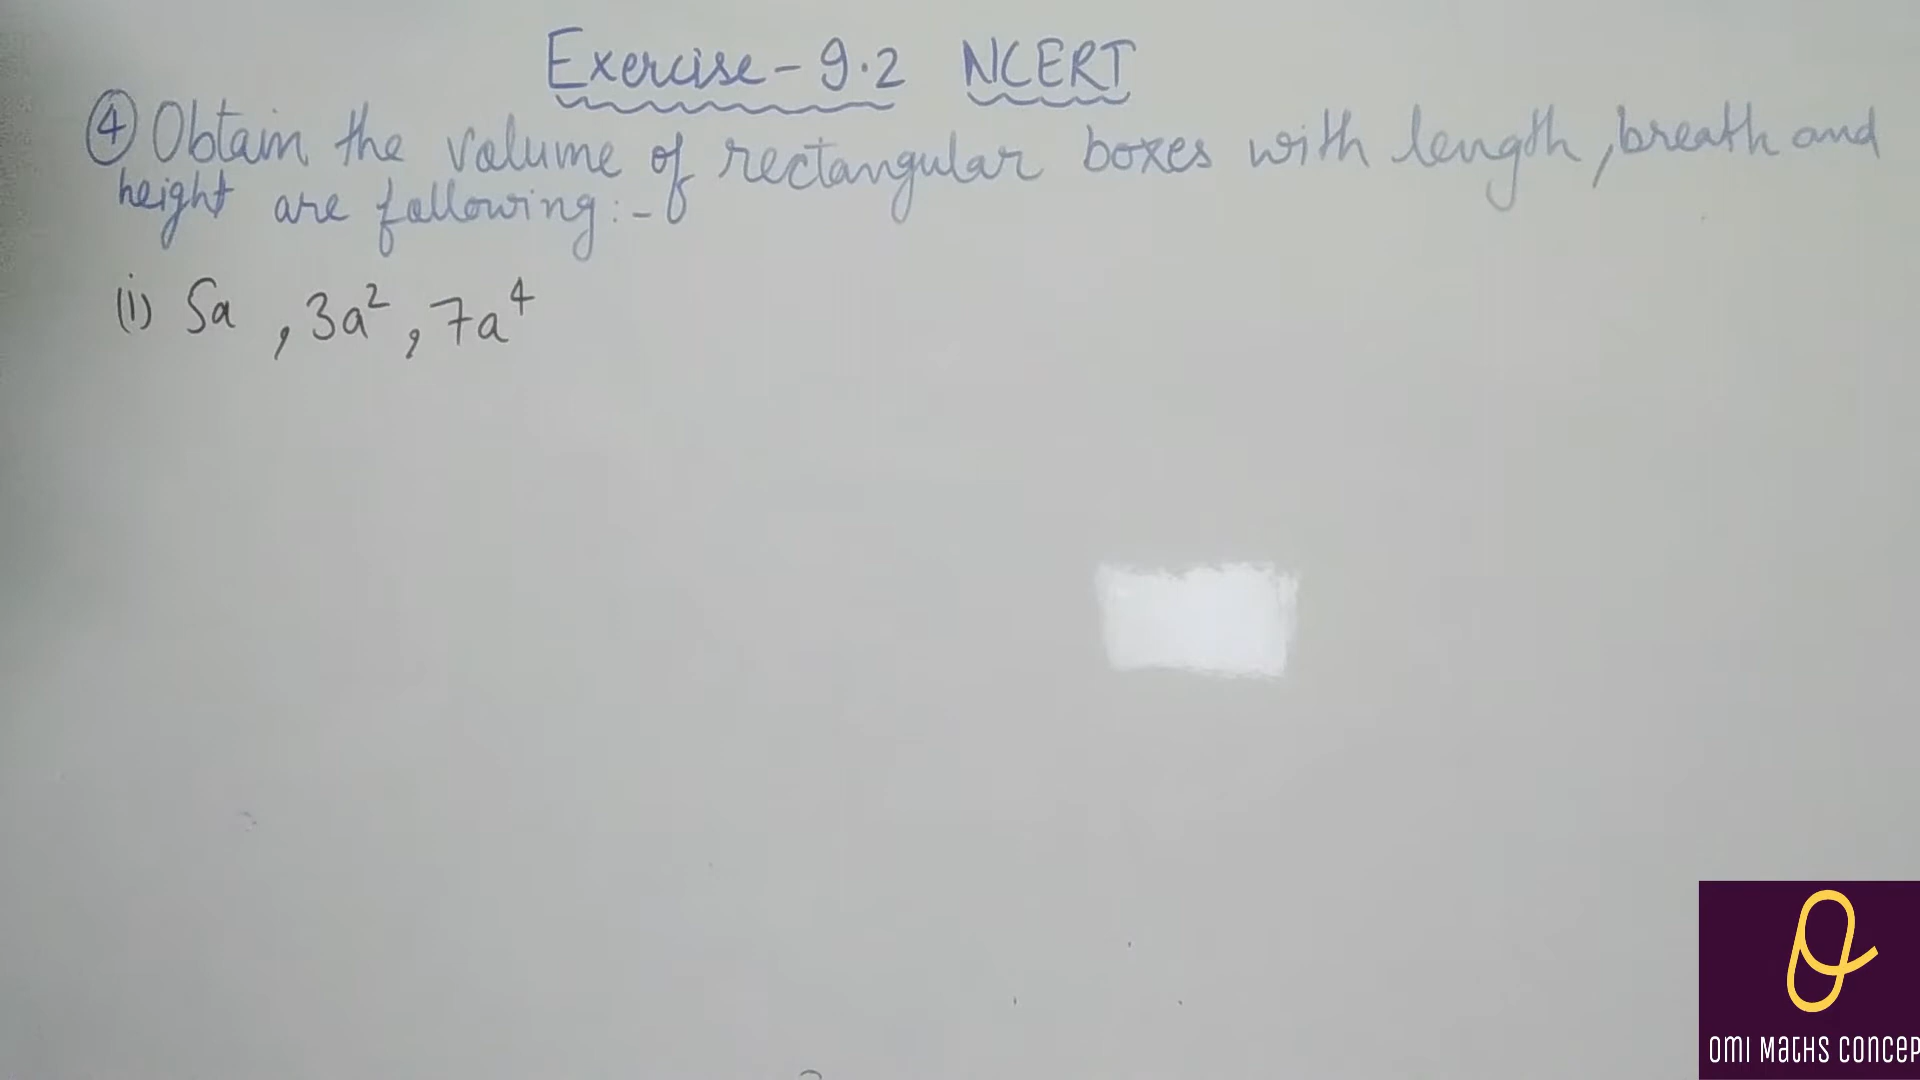 Exercise - 9.2 NCERT
④ Obtain the volume of rectangular boxes with length, breath and
height are following:-
(i) 5a , 3a², 7a⁴
OMI MATHS CONCEP